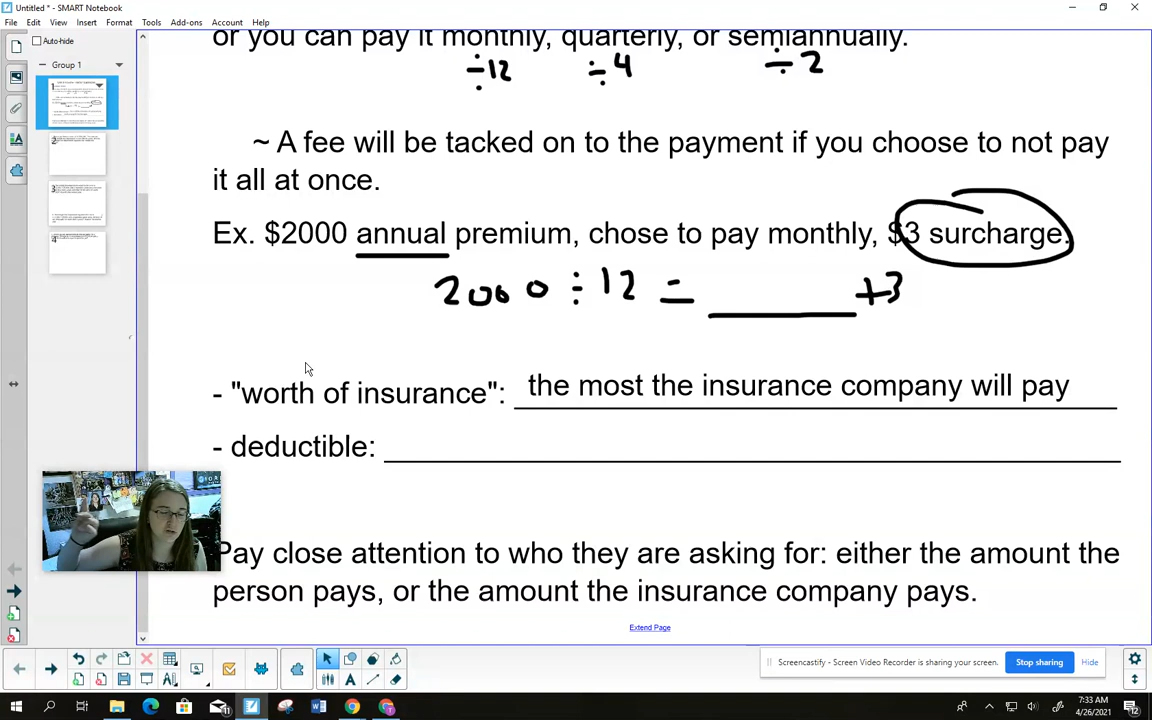 Untitled * - SMART Notebook
File Edit View Insert Format Tools Add-ons Account Help
Auto-hide
Group 1
1
2
3
4
or you can pay it monthly, quarterly, or semiannually.
÷12 ÷4 ÷2
~ A fee will be tacked on to the payment if you choose to not pay
it all at once.
Ex. $2000 annual premium, chose to pay monthly, $3 surcharge.
2000 ÷ 12 = ________ +3
- "worth of insurance": the most the insurance company will pay
- deductible:
Pay close attention to who they are asking for: either the amount the
person pays, or the amount the insurance company pays.
Extend Page
Screencastify - Screen Video Recorder is sharing your screen. Stop sharing Hide
7:33 AM
4/26/2021